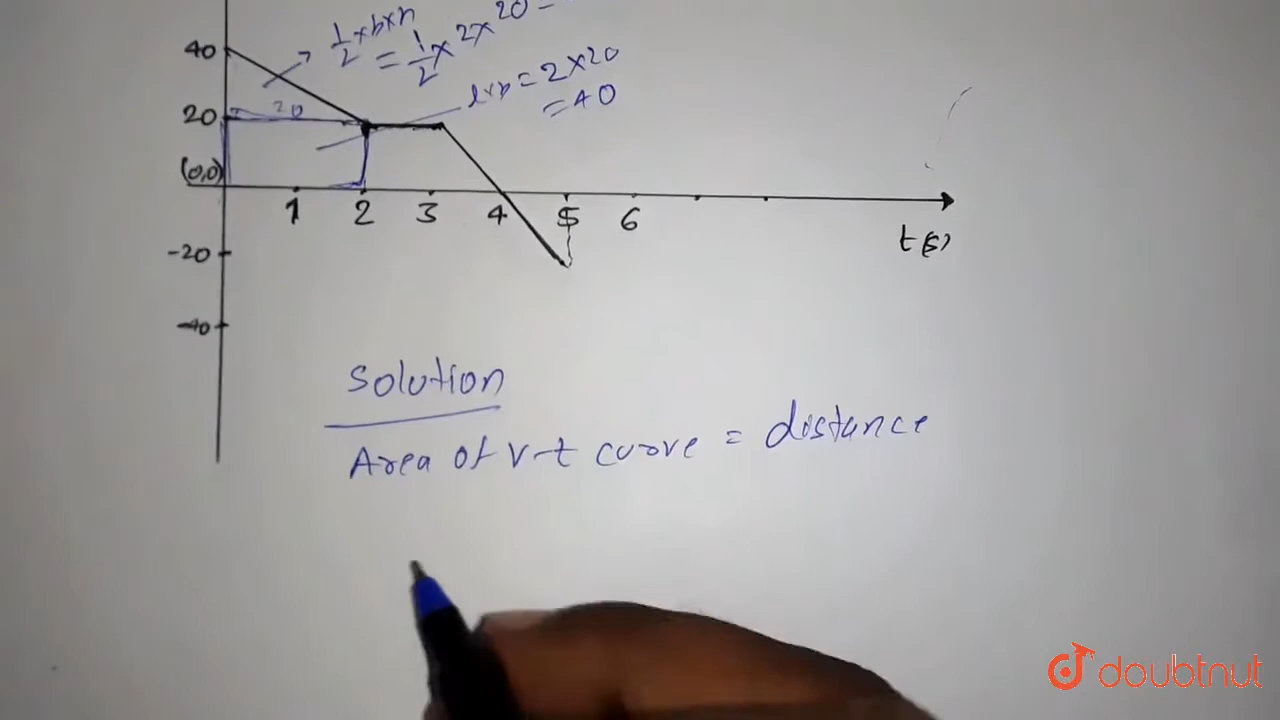 40
1/2 × b × h
= 1/2 × 2 × 20 =
l × b = 2 × 20
= 40
20
20
(0,0)
1 2 3 4 5 6
t (s)
-20
-40
Solution
Area of v-t curve = distance
doubtnut